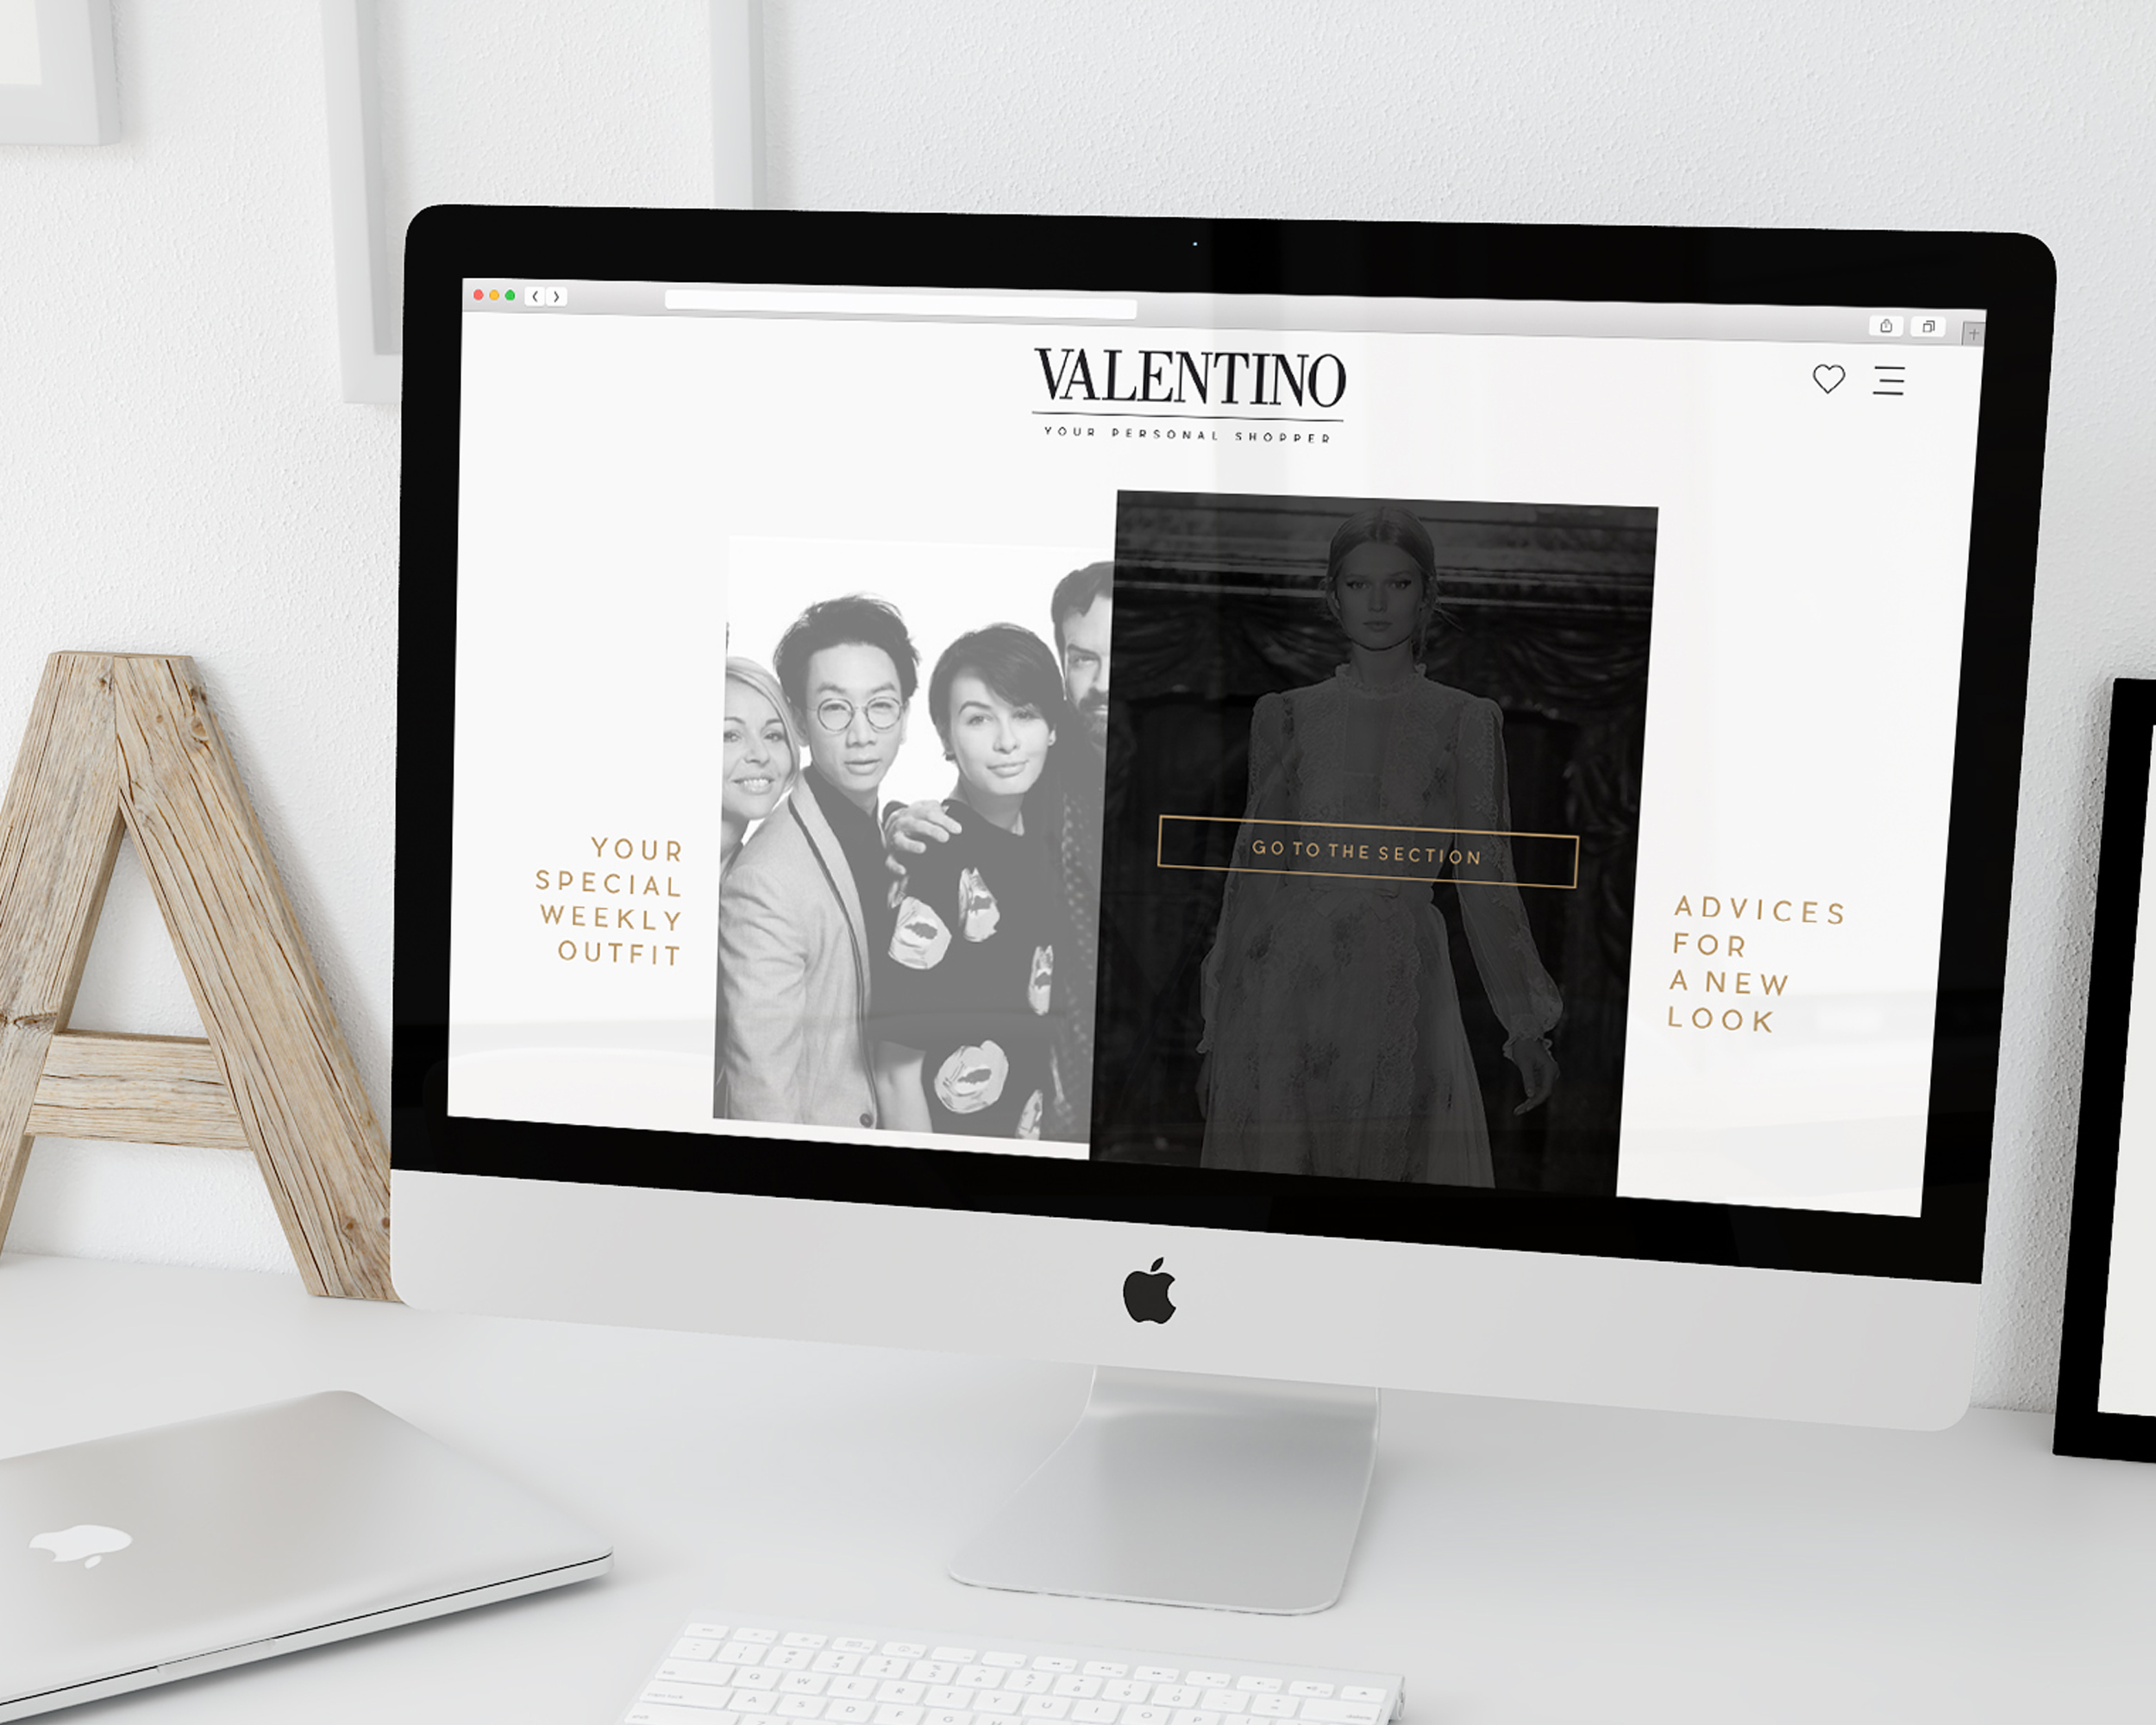 VALENTINO
YOUR PERSONAL SHOPPER
YOUR
SPECIAL
WEEKLY
OUTFIT
GO TO THE SECTION
ADVICES
FOR
A NEW
LOOK
Q W E R T Y U I O P
A S D F G